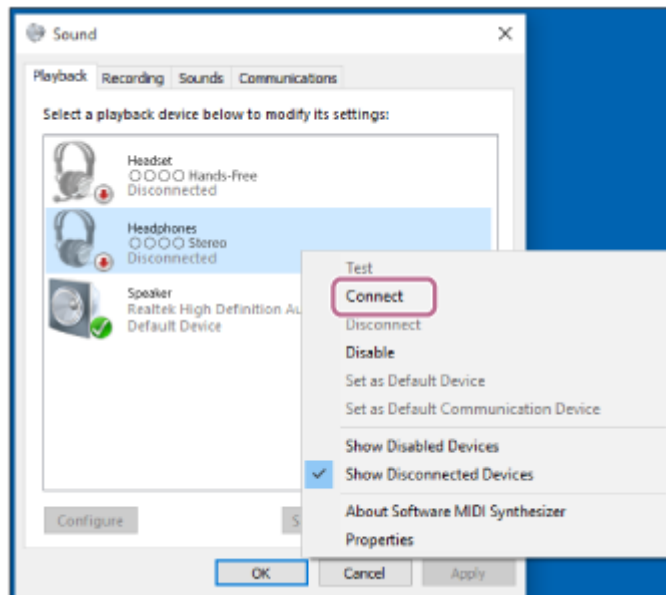 Sound
Playback Recording Sounds Communications
Select a playback device below to modify its settings:
Headset
○○○○ Hands-Free
Disconnected
Headphones
○○○○ Stereo
Disconnected
Speaker
Realtek High Definition Au
Default Device
Test
Connect
Disconnect
Disable
Set as Default Device
Set as Default Communication Device
Show Disabled Devices
Show Disconnected Devices
About Software MIDI Synthesizer
Properties
Configure S
OK Cancel Apply